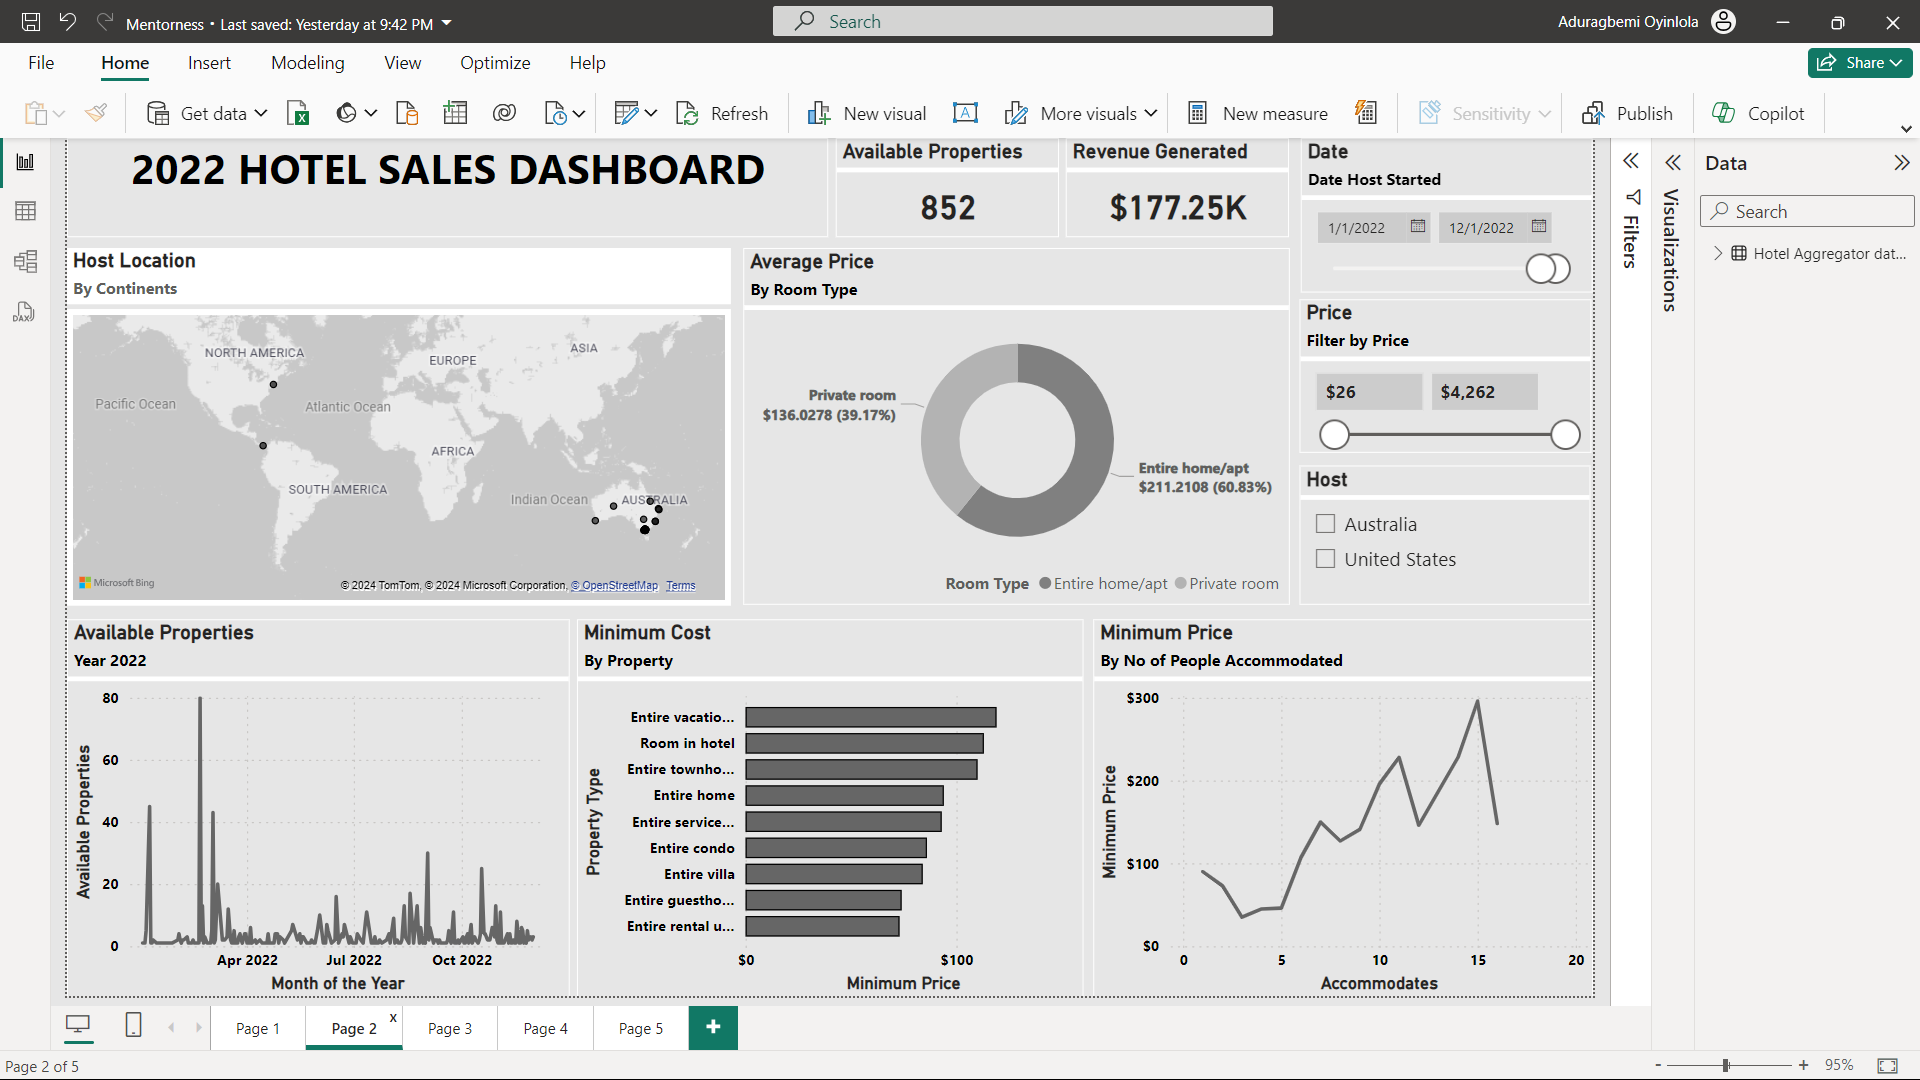 Mentorness • Last saved: Yesterday at 9:42 PM
Search
Aduragbemi Oyinlola
File
Home
Insert
Modeling
View
Optimize
Help
Share
Get data
Refresh
New visual
More visuals
New measure
Sensitivity
Publish
Copilot
DAX
2022 HOTEL SALES DASHBOARD
Available Properties
852
Revenue Generated
$177.25K
Date
Date Host Started
1/1/2022
12/1/2022
Host Location
By Continents
NORTH AMERICA
EUROPE
ASIA
Pacific Ocean
Atlantic Ocean
AFRICA
SOUTH AMERICA
Indian Ocean
AUSTRALIA
Microsoft Bing
© 2024 TomTom, © 2024 Microsoft Corporation, © OpenStreetMap Terms
Average Price
By Room Type
Private room
$136.0278 (39.17%)
Entire home/apt
$211.2108 (60.83%)
Room Type Entire home/apt Private room
Price
Filter by Price
$26
$4,262
Host
Australia
United States
Available Properties
Year 2022
Available Properties
80
60
40
20
0
Apr 2022
Jul 2022
Oct 2022
Month of the Year
Minimum Cost
By Property
Property Type
Entire vacatio...
Room in hotel
Entire townho...
Entire home
Entire service...
Entire condo
Entire villa
Entire guestho...
Entire rental u...
$0
$100
Minimum Price
Minimum Price
By No of People Accommodated
Minimum Price
$300
$200
$100
$0
0
5
10
15
20
Accommodates
Filters
Visualizations
Data
Search
Hotel Aggregator dat...
Page 1
Page 2
x
Page 3
Page 4
Page 5
+
Page 2 of 5
-
+
95%